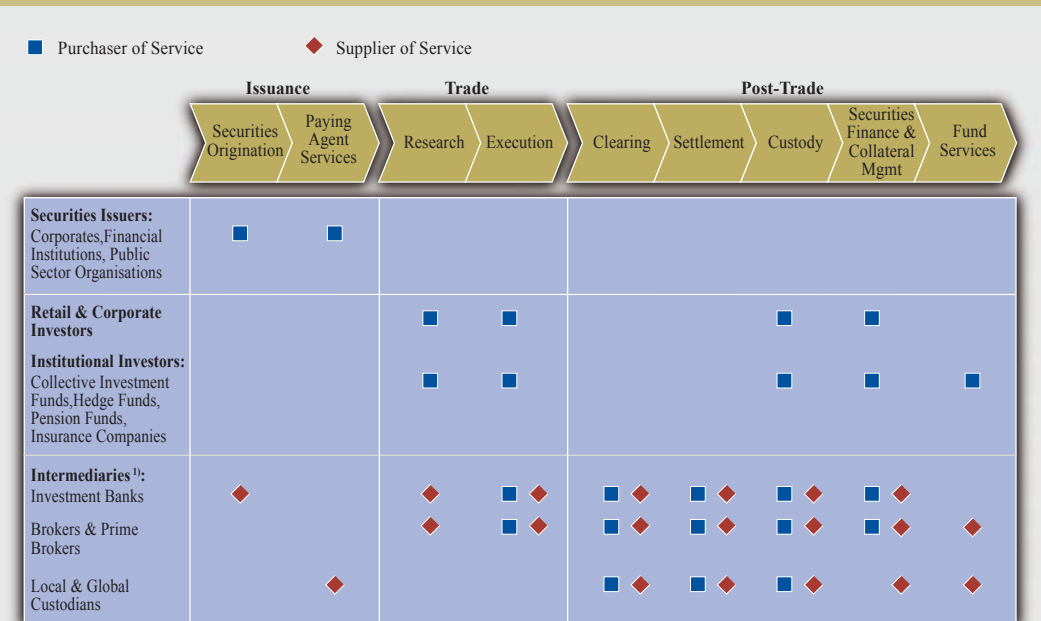 Purchaser of Service
Supplier of Service
Issuance
Trade
Post-Trade
Securities
Origination
Paying
Agent
Services
Research
Execution
Clearing
Settlement
Custody
Securities
Finance &
Collateral
Mgmt
Fund
Services
Securities Issuers:
Corporates,Financial
Institutions, Public
Sector Organisations
Retail & Corporate
Investors
Institutional Investors:
Collective Investment
Funds,Hedge Funds,
Pension Funds,
Insurance Companies
Intermediaries 1):
Investment Banks
Brokers & Prime
Brokers
Local & Global
Custodians